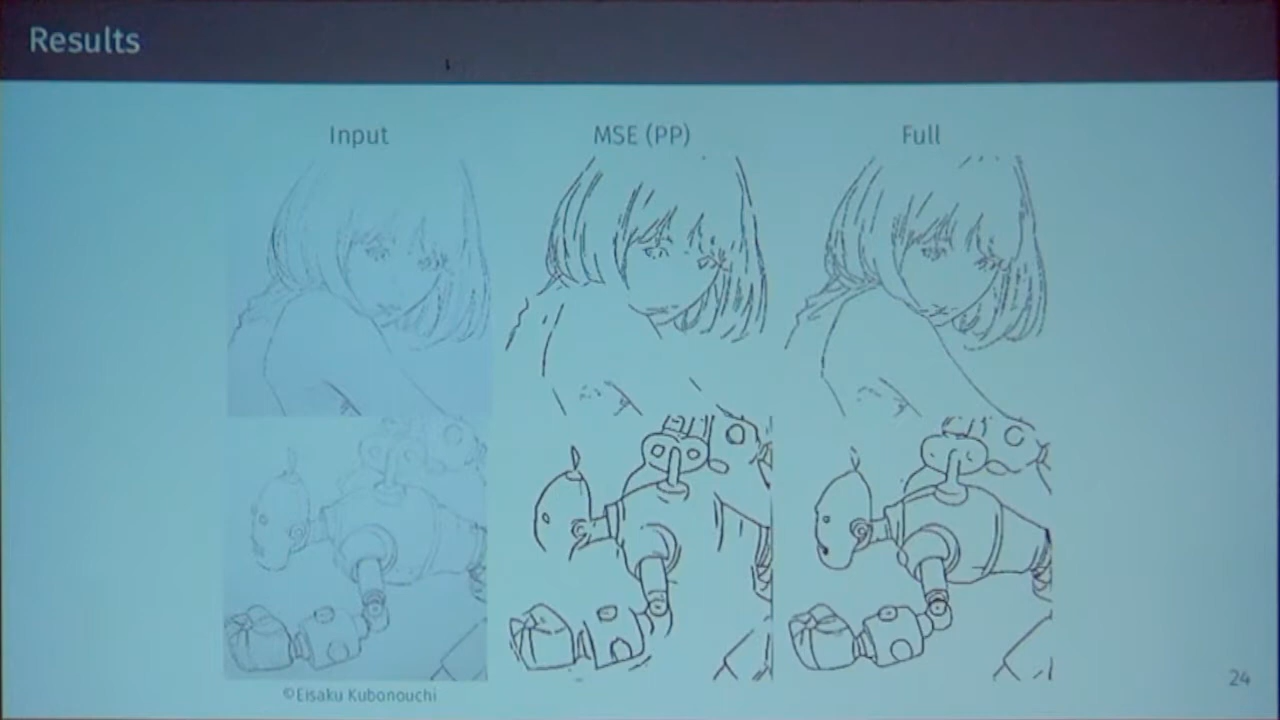 Results
Input
MSE (PP)
Full
©Eisaku Kubonouchi
24